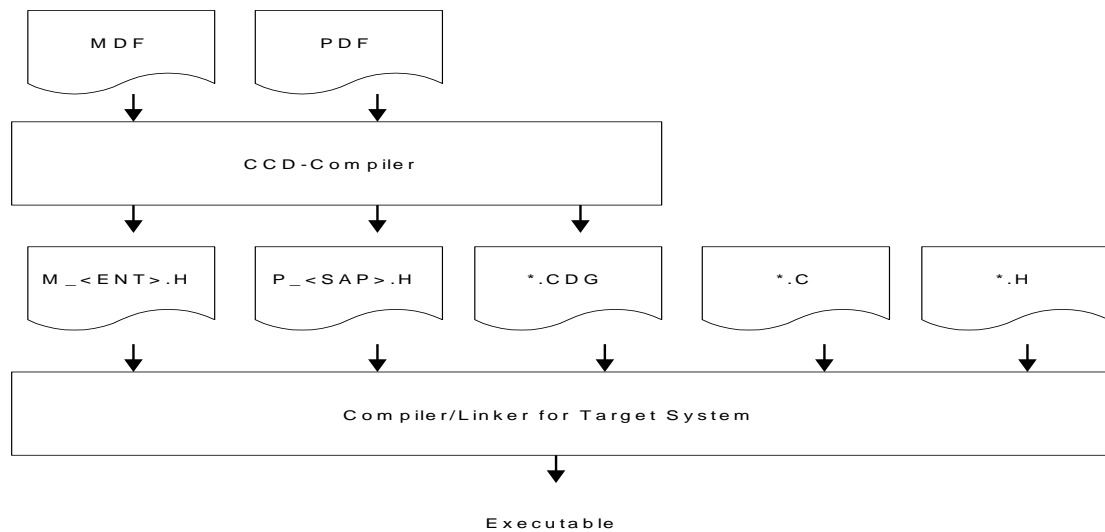 MDF
PDF
CCD-Compiler
M_<ENT>.H
P_<SAP>.H
*.CDG
*.C
*.H
Compiler/Linker for Target System
Executable